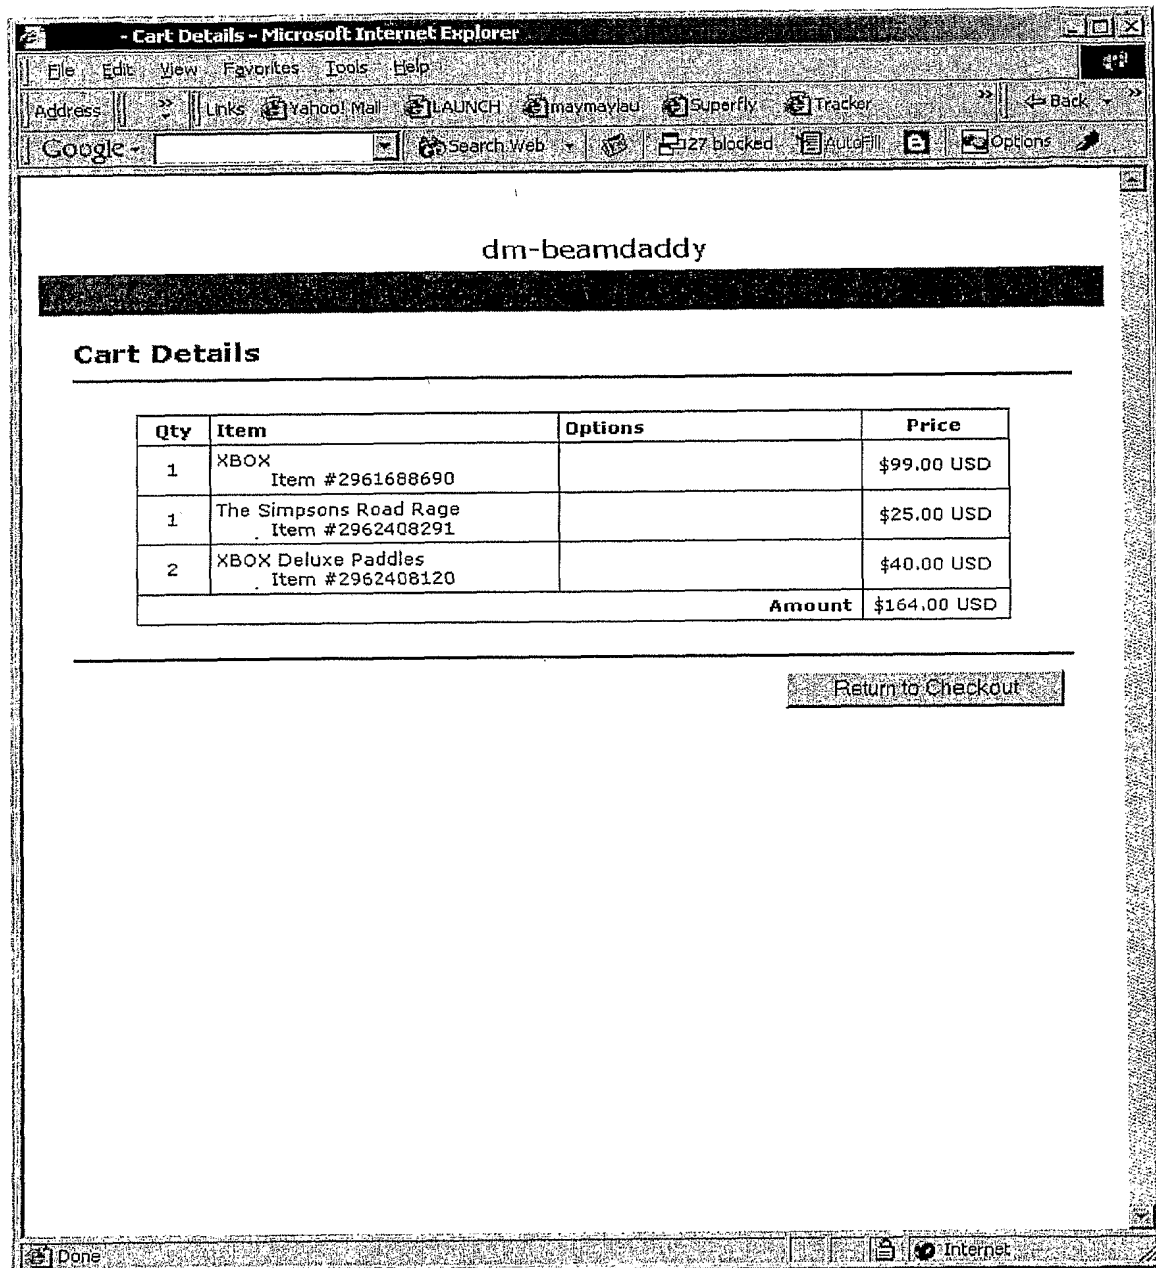 - Cart Details - Microsoft Internet Explorer
File Edit View Favorites Tools Help
Address >> Links Yahoo! Mail LAUNCH maymaylau Superfly Tracker >> Back >>
Google Search Web 27 blocked AutoFill Options
dm-beamdaddy
Cart Details
Qty Item Options Price
1 XBOX $99.00 USD
Item #2961688690
1 The Simpsons Road Rage $25.00 USD
Item #2962408291
2 XBOX Deluxe Paddles $40.00 USD
Item #2962408120
Amount $164.00 USD
Return to Checkout
Done Internet